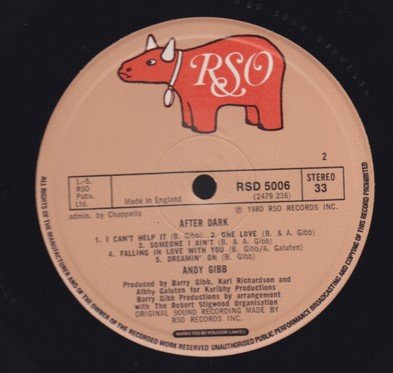 RSO
2
1.-5.
RSO
Pubs.
Ltd.
Made in England
RSD 5006
(2479 236)
STEREO
33
admin. by Chappells
℗ 1980 RSO RECORDS INC.
AFTER DARK
1. I CAN'T HELP IT (B. Gibb) 2. ONE LOVE (B. & A. Gibb)
3. SOMEONE I AIN'T (B. & A. Gibb)
4. FALLING IN LOVE WITH YOU (B. Gibb/A. Galuten)
5. DREAMIN' ON (B. Gibb)
ANDY GIBB
Produced by Barry Gibb, Karl Richardson and
Albhy Galuten for Karlbhy Productions
Barry Gibb Productions by arrangement
with The Robert Stigwood Organisation
ORIGINAL SOUND RECORDING MADE BY
RSO RECORDS INC.
MARKETED BY POLYDOR LIMITED
ALL RIGHTS OF THE MANUFACTURER AND OF THE OWNER OF THE RECORDED WORK RESERVED UNAUTHORISED PUBLIC PERFORMANCE BROADCASTING AND COPYING OF THIS RECORD PROHIBITED